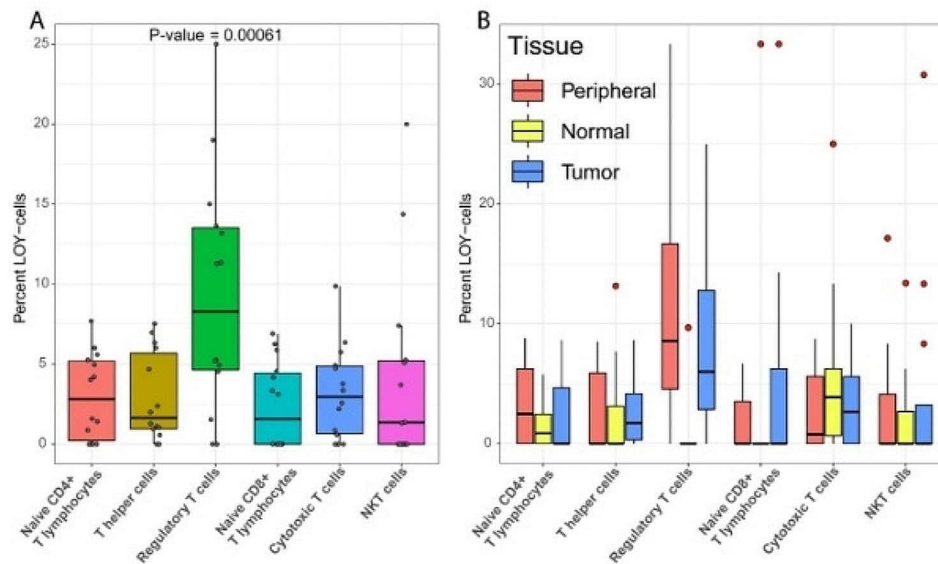 A
P-value = 0.00061
Percent LOY-cells
25
20
15
10
5
0
Naive CD4+
T lymphocytes
T helper cells
Regulatory T cells
Naive CD8+
T lymphocytes
Cytotoxic T cells
NKT cells
B
Tissue
Peripheral
Normal
Tumor
Percent LOY-cells
30
20
10
0
Naive CD4+
T lymphocytes
T helper cells
Regulatory T cells
Naive CD8+
T lymphocytes
Cytotoxic T cells
NKT cells